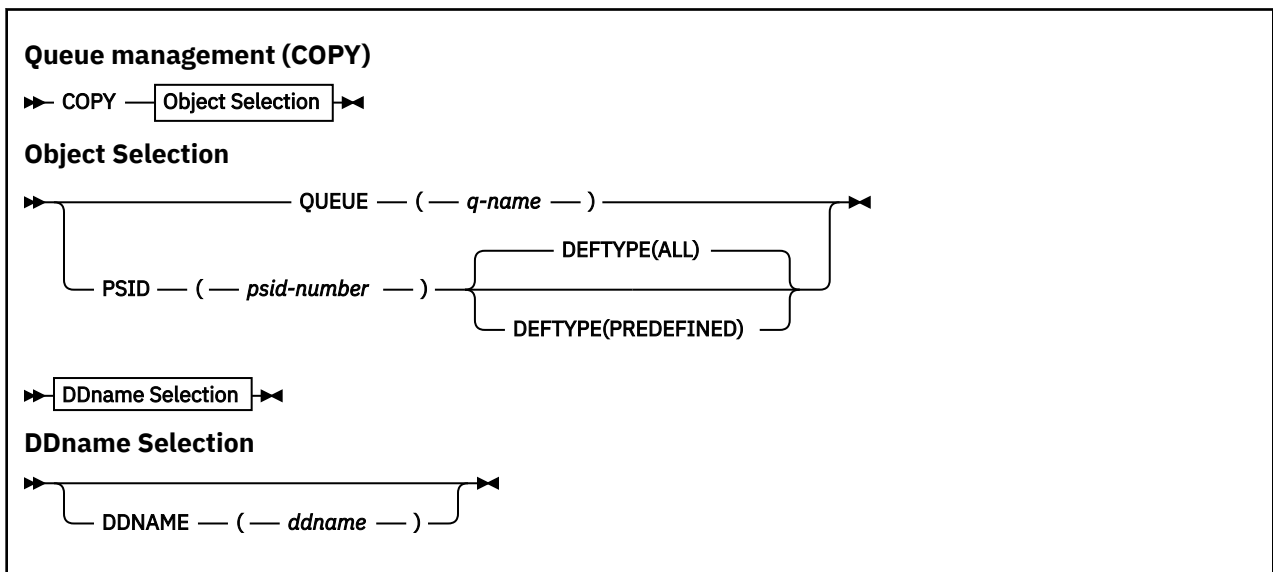 Queue management (COPY)
COPY Object Selection
Object Selection
QUEUE ( q-name )
DEFTYPE(ALL)
PSID ( psid-number )
DEFTYPE(PREDEFINED)
DDname Selection
DDname Selection
DDNAME ( ddname )